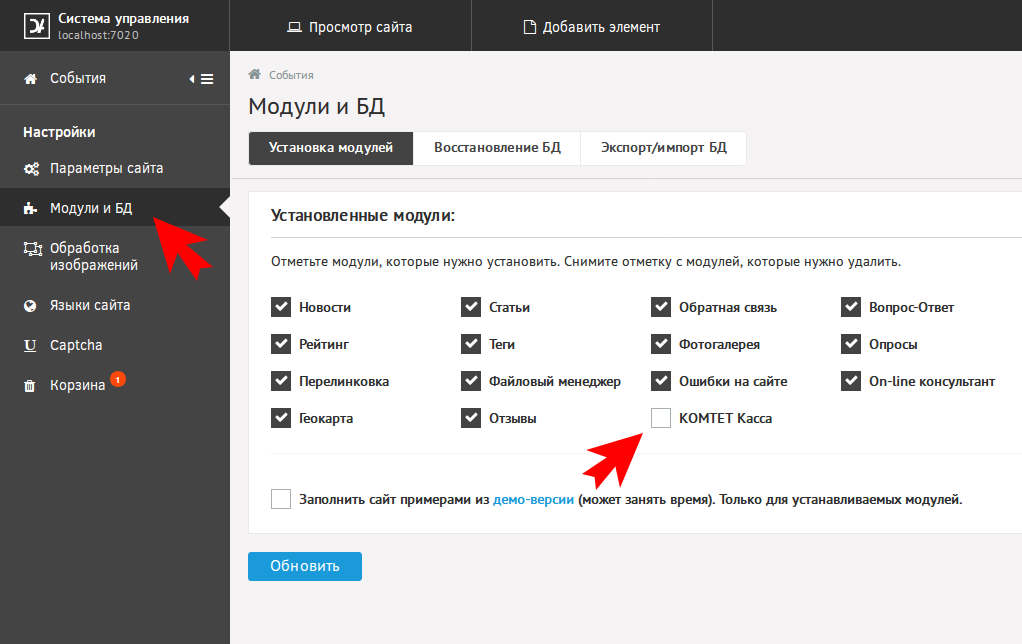 Система управления
localhost:7020
Просмотр сайта
Добавить элемент
События
Настройки
Параметры сайта
Модули и БД
Обработка
изображений
Языки сайта
Captcha
Корзина 1
События
Модули и БД
Установка модулей Восстановление БД Экспорт/импорт БД
Установленные модули:
Отметьте модули, которые нужно установить. Снимите отметку с модулей, которые нужно удалить.
Новости Статьи Обратная связь Вопрос-Ответ
Рейтинг Теги Фотогалерея Опросы
Перелинковка Файловый менеджер Ошибки на сайте On-line консультант
Геокарта Отзывы КОМТЕТ Касса
Заполнить сайт примерами из демо-версии (может занять время). Только для устанавливаемых модулей.
Обновить